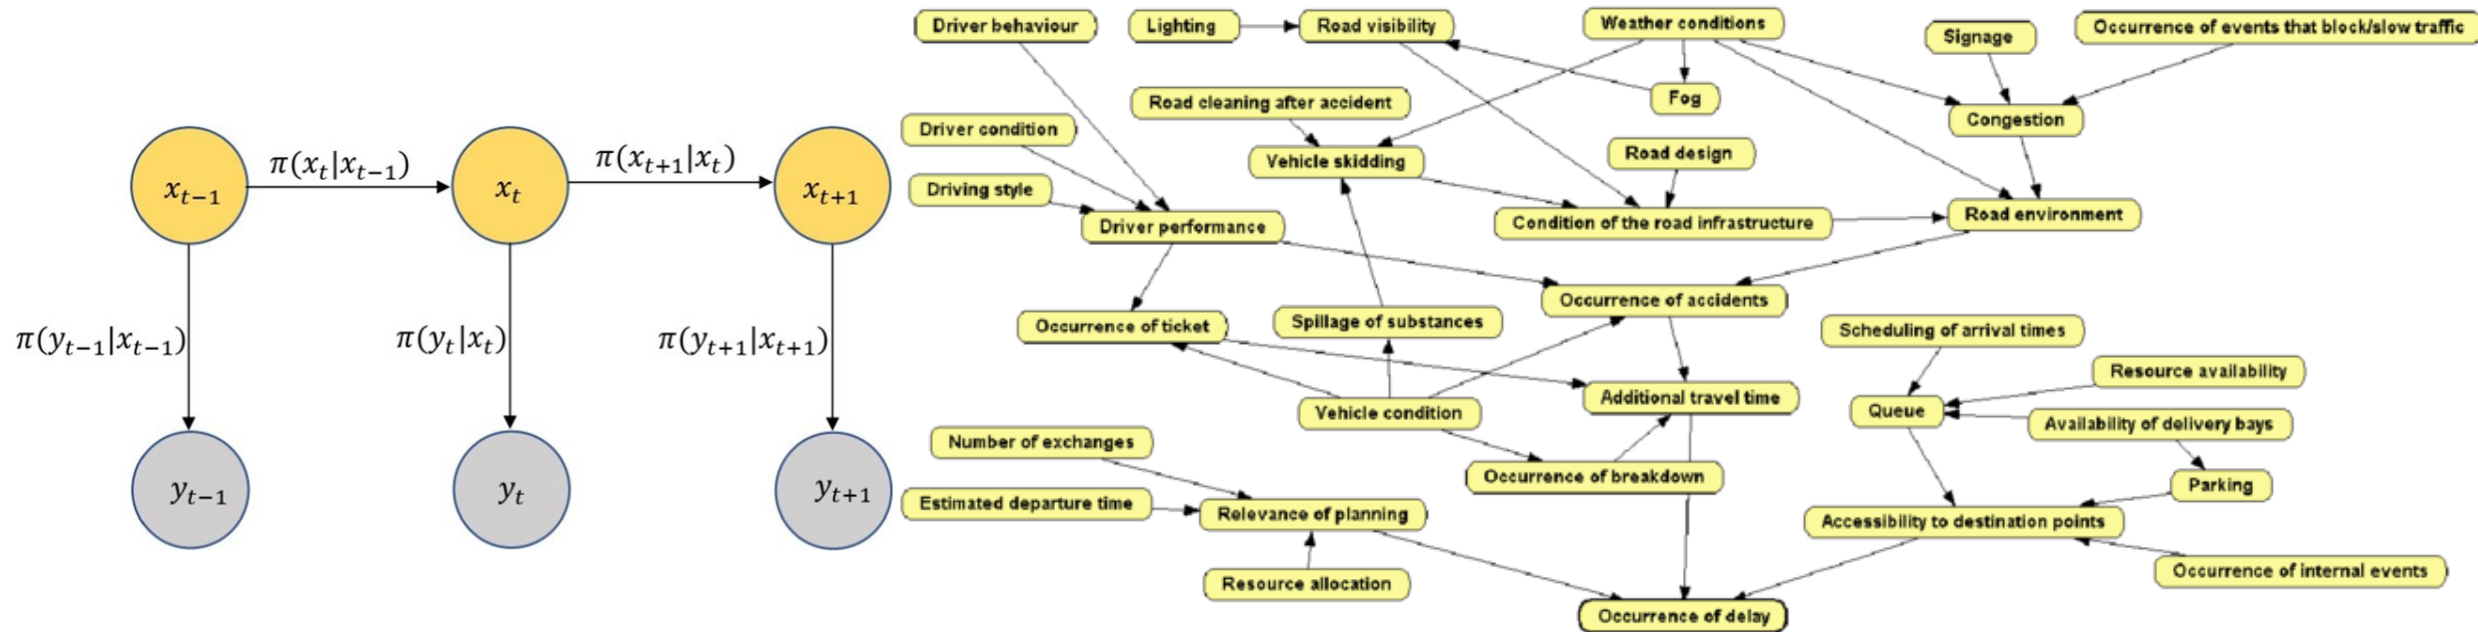 x_{t-1}
π(x_t|x_{t-1})
x_t
π(x_{t+1}|x_t)
x_{t+1}
π(y_{t-1}|x_{t-1})
π(y_t|x_t)
π(y_{t+1}|x_{t+1})
y_{t-1}
y_t
y_{t+1}
Driver behaviour
Lighting
Road visibility
Weather conditions
Signage
Occurrence of events that block/slow traffic
Road cleaning after accident
Fog
Congestion
Driver condition
Vehicle skidding
Road design
Driving style
Driver performance
Condition of the road infrastructure
Road environment
Occurrence of accidents
Occurrence of ticket
Spillage of substances
Scheduling of arrival times
Resource availability
Vehicle condition
Additional travel time
Queue
Availability of delivery bays
Number of exchanges
Occurrence of breakdown
Parking
Estimated departure time
Relevance of planning
Accessibility to destination points
Resource allocation
Occurrence of internal events
Occurrence of delay